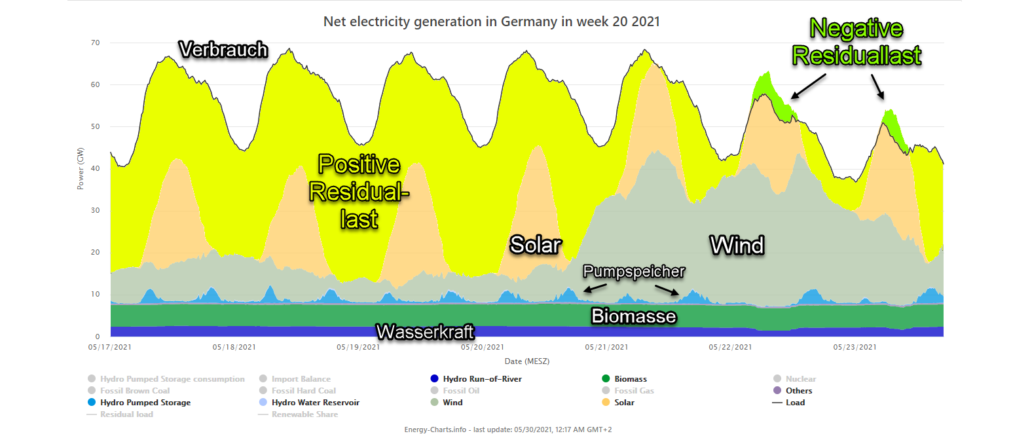 Net electricity generation in Germany in week 20 2021
Negative
Residuallast
Verbrauch
70
60
50
40
30
20
10
0
Power (GW)
Positive
Residual-
last
Solar
Wind
Pumpspeicher
Biomasse
Wasserkraft
05/17/2021 05/18/2021 05/19/2021 05/20/2021 05/21/2021 05/22/2021 05/23/2021
Date (MESZ)
Hydro Pumped Storage consumption Import Balance Hydro Run-of-River Biomass Nuclear
Fossil Brown Coal Fossil Hard Coal Fossil Oil Fossil Gas Others
Hydro Pumped Storage Hydro Water Reservoir Wind Solar Load
Residual load Renewable Share
Energy-Charts.info - last update: 05/30/2021, 12:17 AM GMT+2